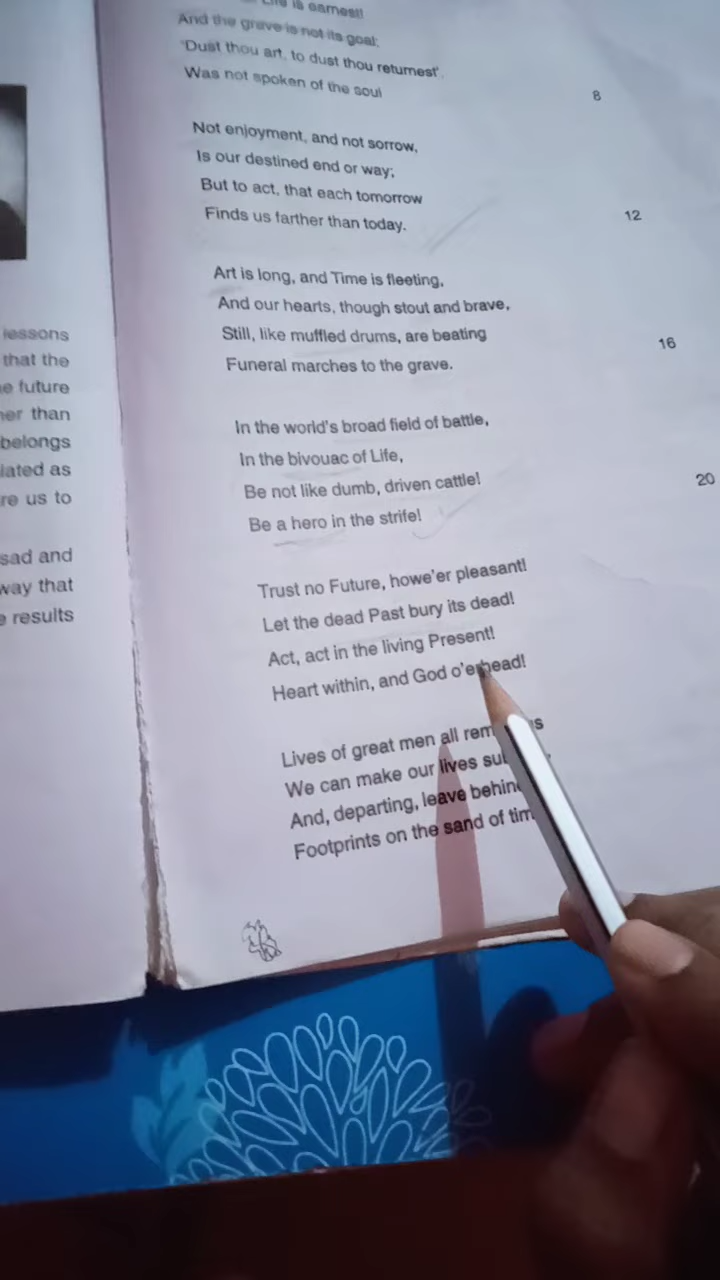 lessons
that the
e future
er than
belongs
iated as
re us to
sad and
way that
results
Life is earnest!
And the grave is not its goal;
'Dust thou art, to dust thou returnest'.
Was not spoken of the soul
8
Not enjoyment, and not sorrow,
Is our destined end or way;
But to act, that each tomorrow
Finds us farther than today.
12
Art is long, and Time is fleeting,
And our hearts, though stout and brave,
Still, like muffled drums, are beating
Funeral marches to the grave.
16
In the world's broad field of battle,
In the bivouac of Life,
Be not like dumb, driven cattle!
Be a hero in the strife!
20
Trust no Future, howe'er pleasant!
Let the dead Past bury its dead!
Act, act in the living Present!
Heart within, and God o'erhead!
Lives of great men all rem s
We can make our lives su
And, departing, leave behin
Footprints on the sand of tim